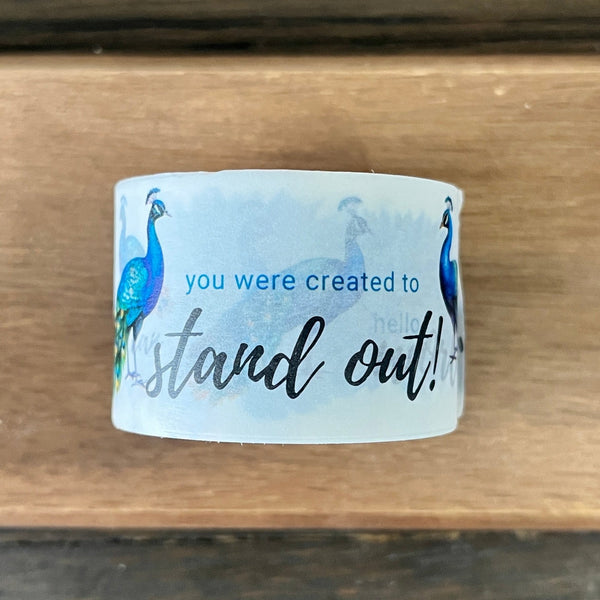 you were created to
stand out!
hello